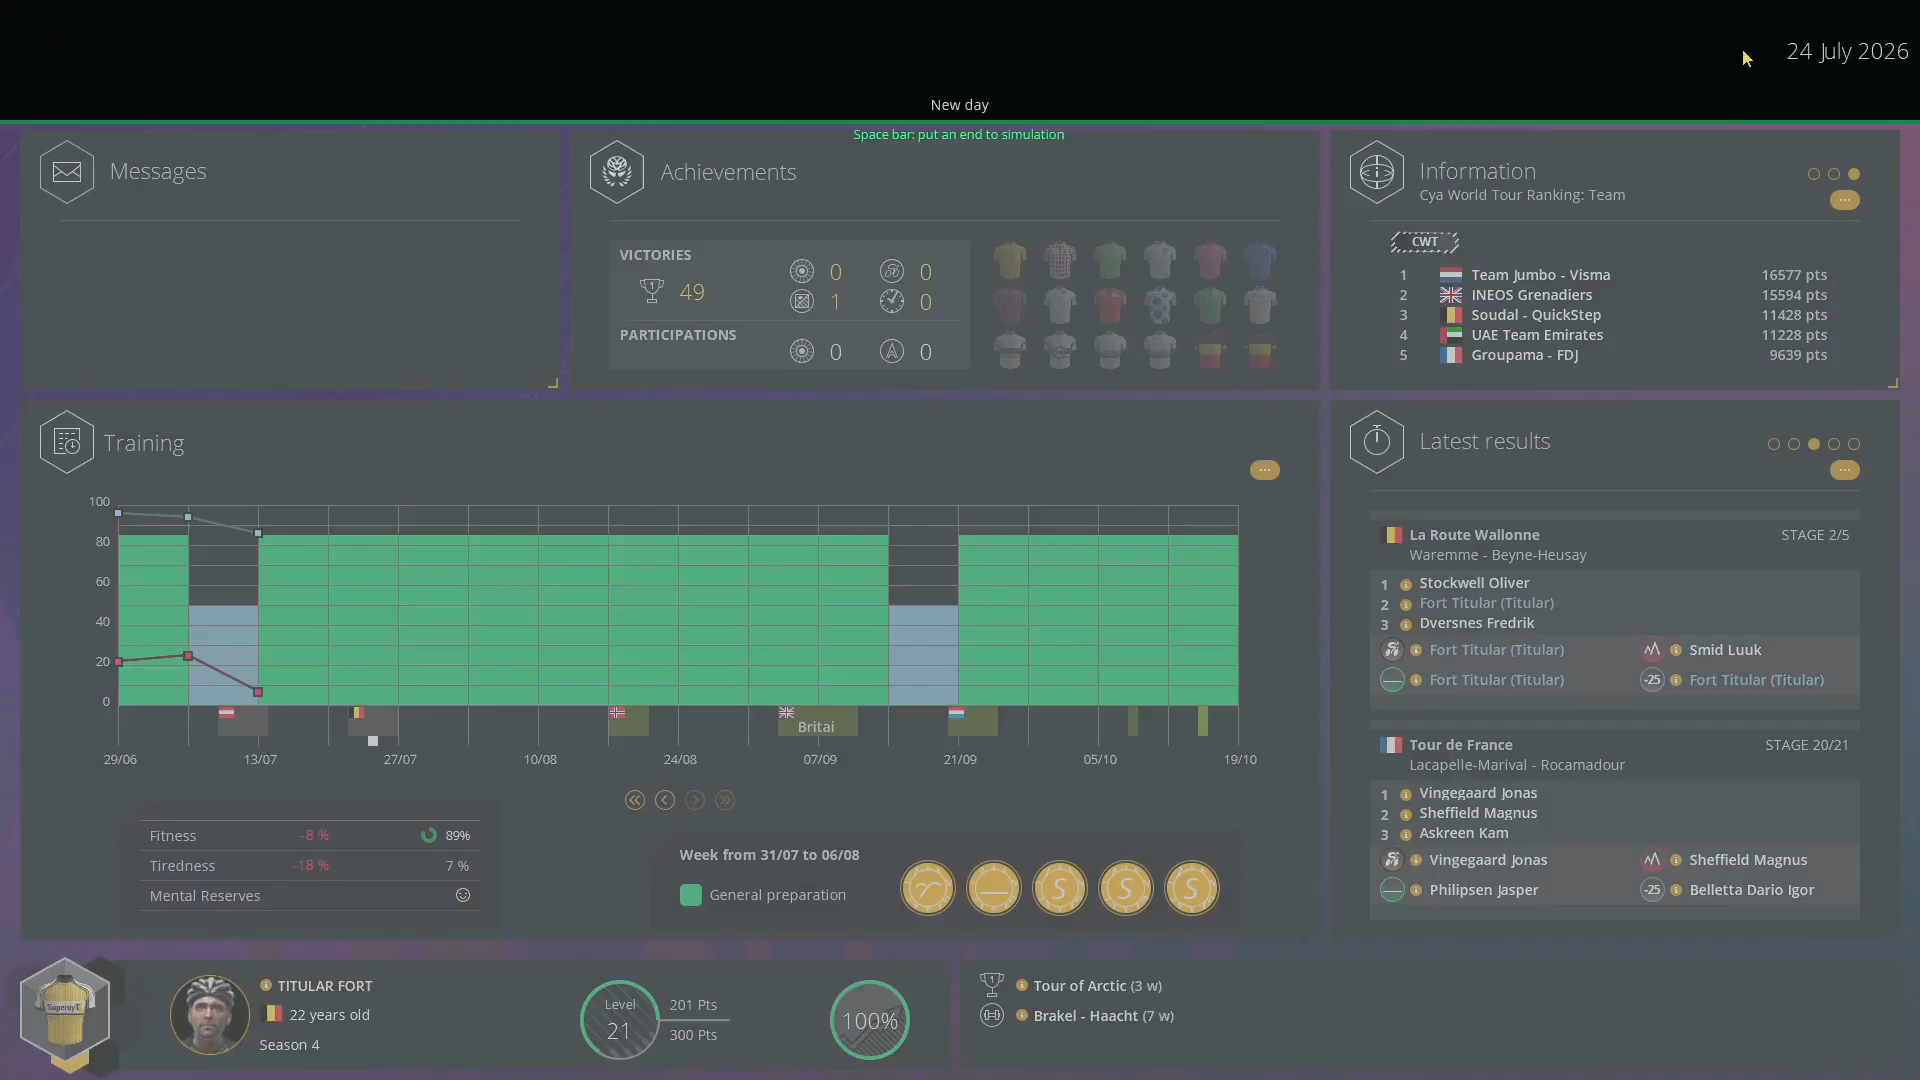 24 July 2026
New day
Space bar: put an end to simulation
Messages
Achievements
VICTORIES
49
0
0
1
0
PARTICIPATIONS
0
0
Information
Cya World Tour Ranking: Team
CWT
1 Team Jumbo - Visma 16577 pts
2 INEOS Grenadiers 15594 pts
3 Soudal - QuickStep 11428 pts
4 UAE Team Emirates 11228 pts
5 Groupama - FDJ 9639 pts
Training
100
80
60
40
20
0
Britai
29/06 13/07 27/07 10/08 24/08 07/09 21/09 05/10 19/10
Fitness -8 % 89%
Tiredness -18 % 7 %
Mental Reserves
Week from 31/07 to 06/08
General preparation
S S S
Latest results
La Route Wallonne STAGE 2/5
Waremme - Beyne-Heusay
1 Stockwell Oliver
2 Fort Titular (Titular)
3 Dversnes Fredrik
Fort Titular (Titular) Smid Luuk
Fort Titular (Titular) -25 Fort Titular (Titular)
Tour de France STAGE 20/21
Lacapelle-Marival - Rocamadour
1 Vingegaard Jonas
2 Sheffield Magnus
3 Askreen Kam
Vingegaard Jonas Sheffield Magnus
Philipsen Jasper -25 Belletta Dario Igor
TITULAR FORT
22 years old
Season 4
Level
21
201 Pts
300 Pts
100%
Tour of Arctic (3 w)
Brakel - Haacht (7 w)